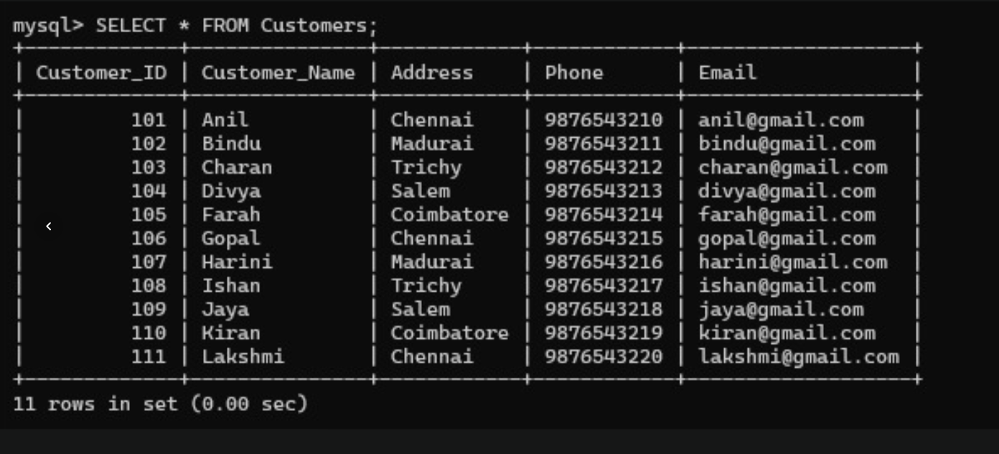 mysql> SELECT * FROM Customers;
+-------------+---------------+------------+------------+-------------------+
| Customer_ID | Customer_Name | Address    | Phone      | Email             |
+-------------+---------------+------------+------------+-------------------+
|         101 | Anil          | Chennai    | 9876543210 | anil@gmail.com    |
|         102 | Bindu         | Madurai    | 9876543211 | bindu@gmail.com   |
|         103 | Charan        | Trichy     | 9876543212 | charan@gmail.com  |
|         104 | Divya         | Salem      | 9876543213 | divya@gmail.com   |
|         105 | Farah         | Coimbatore | 9876543214 | farah@gmail.com   |
|         106 | Gopal         | Chennai    | 9876543215 | gopal@gmail.com   |
|         107 | Harini        | Madurai    | 9876543216 | harini@gmail.com  |
|         108 | Ishan         | Trichy     | 9876543217 | ishan@gmail.com   |
|         109 | Jaya          | Salem      | 9876543218 | jaya@gmail.com    |
|         110 | Kiran         | Coimbatore | 9876543219 | kiran@gmail.com   |
|         111 | Lakshmi       | Chennai    | 9876543220 | lakshmi@gmail.com |
+-------------+---------------+------------+------------+-------------------+
11 rows in set (0.00 sec)